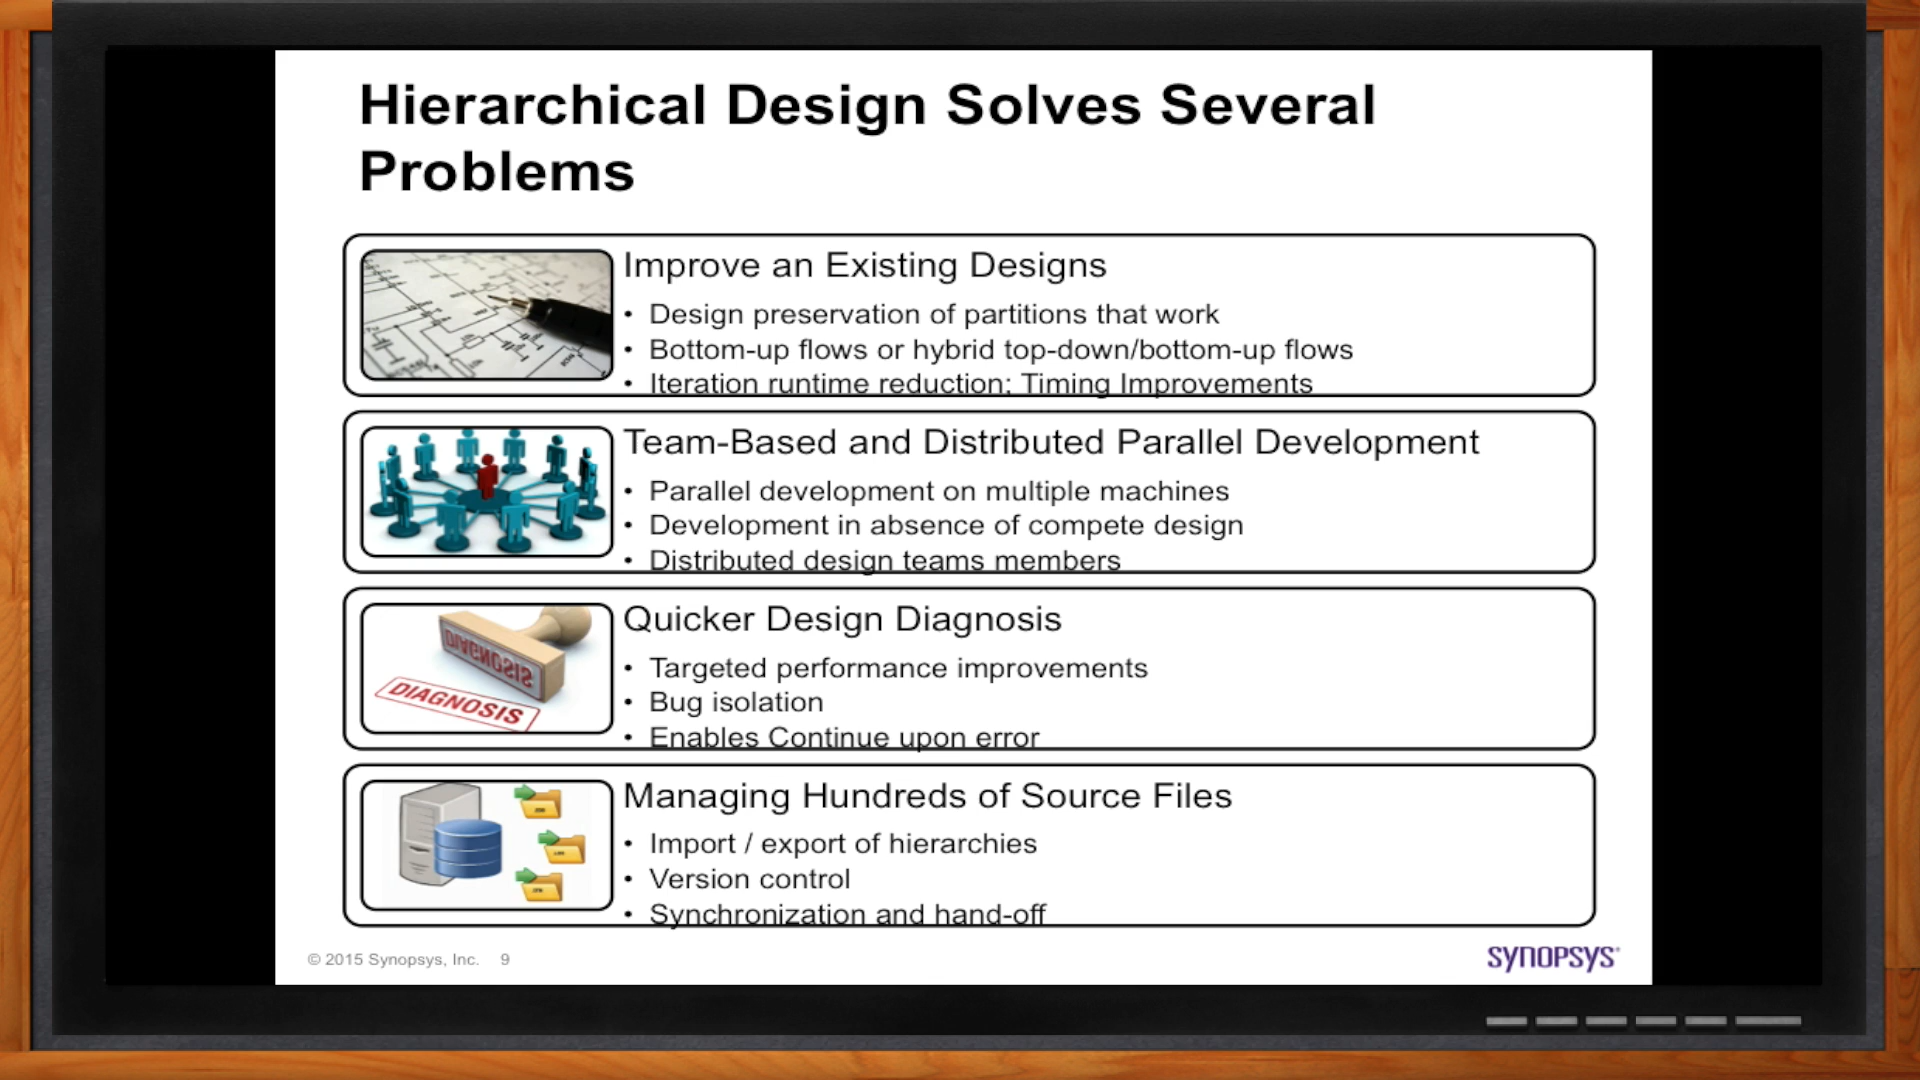 Hierarchical Design Solves Several
Problems
Improve an Existing Designs
• Design preservation of partitions that work
• Bottom-up flows or hybrid top-down/bottom-up flows
• Iteration runtime reduction; Timing Improvements
Team-Based and Distributed Parallel Development
• Parallel development on multiple machines
• Development in absence of compete design
• Distributed design teams members
Quicker Design Diagnosis
• Targeted performance improvements
• Bug isolation
• Enables Continue upon error
DIAGNOSIS
DIAGNOSIS
Managing Hundreds of Source Files
• Import / export of hierarchies
• Version control
• Synchronization and hand-off
© 2015 Synopsys, Inc. 9
SYNOPSYS